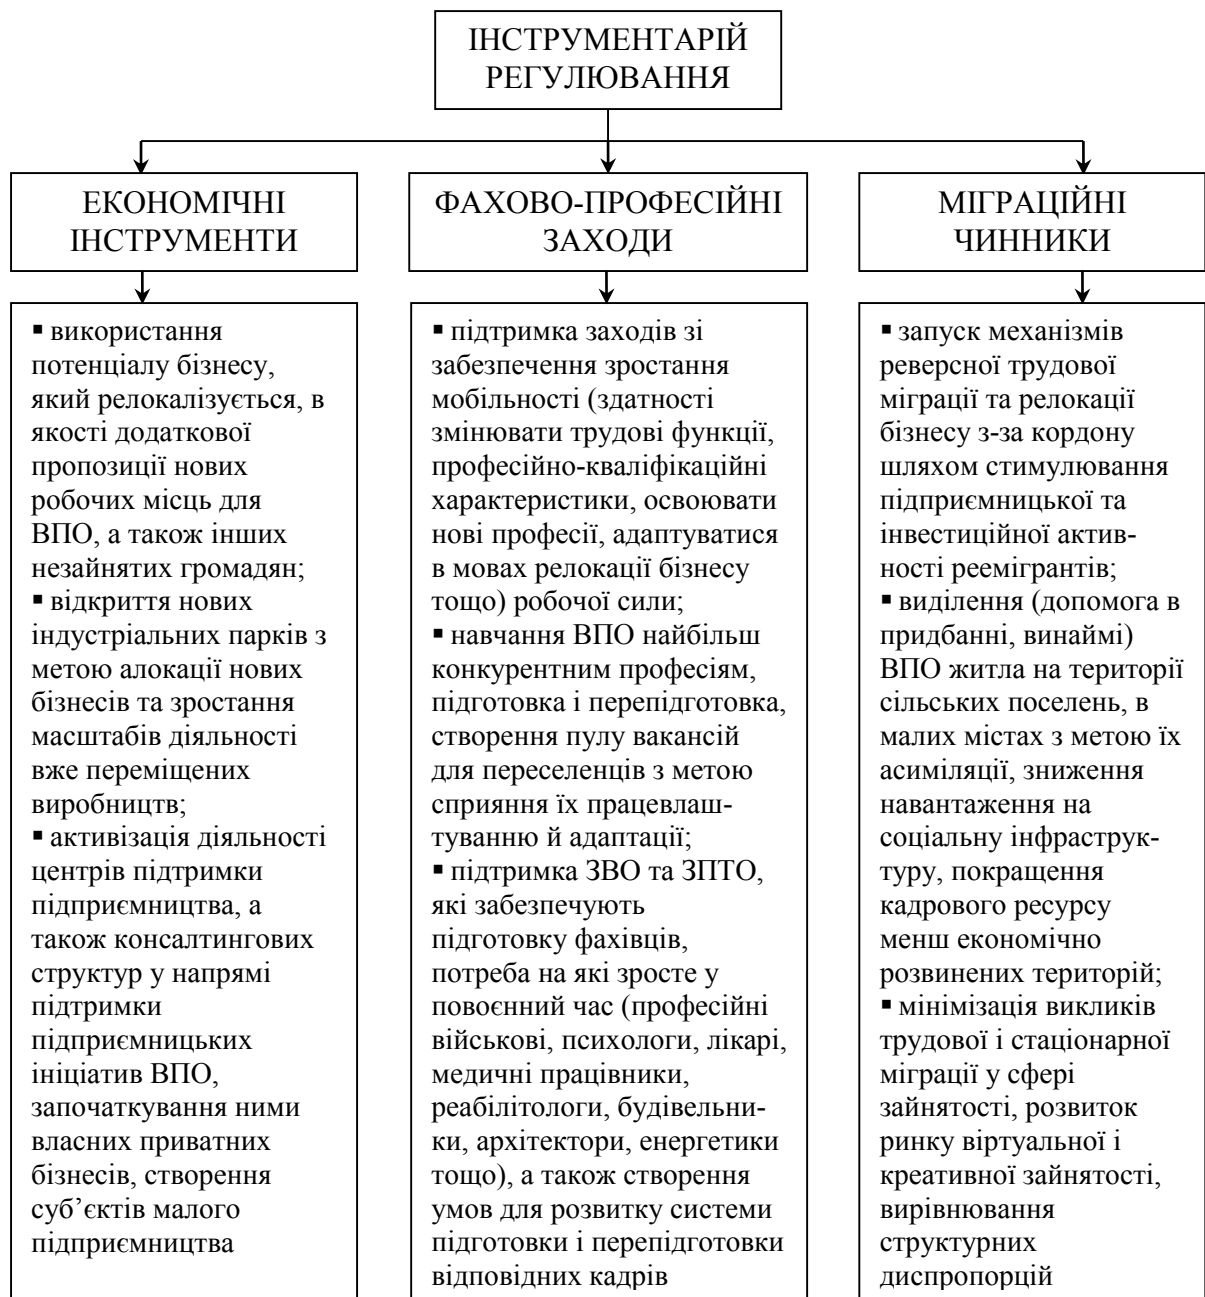 ІНСТРУМЕНТАРІЙ
РЕГУЛЮВАННЯ
ЕКОНОМІЧНІ
ІНСТРУМЕНТИ
▪ використання
потенціалу бізнесу,
який релокалізується, в
якості додаткової
пропозиції нових
робочих місць для
ВПО, а також інших
незайнятих громадян;
▪ відкриття нових
індустріальних парків з
метою алокації нових
бізнесів та зростання
масштабів діяльності
вже переміщених
виробництв;
▪ активізація діяльності
центрів підтримки
підприємництва, а
також консалтингових
структур у напрямі
підтримки
підприємницьких
ініціатив ВПО,
започаткування ними
власних приватних
бізнесів, створення
суб’єктів малого
підприємництва
ФАХОВО-ПРОФЕСІЙНІ
ЗАХОДИ
▪ підтримка заходів зі
забезпечення зростання
мобільності (здатності
змінювати трудові функції,
професійно-кваліфікаційні
характеристики, освоювати
нові професії, адаптуватися
в мовах релокації бізнесу
тощо) робочої сили;
▪ навчання ВПО найбільш
конкурентним професіям,
підготовка і перепідготовка,
створення пулу вакансій
для переселенців з метою
сприяння їх працевлаш-
туванню й адаптації;
▪ підтримка ЗВО та ЗПТО,
які забезпечують
підготовку фахівців,
потреба на які зросте у
повоєнний час (професійні
військові, психологи, лікарі,
медичні працівники,
реабілітологи, будівельни-
ки, архітектори, енергетики
тощо), а також створення
умов для розвитку системи
підготовки і перепідготовки
відповідних кадрів
МІГРАЦІЙНІ
ЧИННИКИ
▪ запуск механізмів
реверсної трудової
міграції та релокації
бізнесу з-за кордону
шляхом стимулювання
підприємницької та
інвестиційної актив-
ності реемігрантів;
▪ виділення (допомога в
придбанні, винаймі)
ВПО житла на території
сільських поселень, в
малих містах з метою їх
асиміляції, зниження
навантаження на
соціальну інфраструк-
туру, покращення
кадрового ресурсу
менш економічно
розвинених територій;
▪ мінімізація викликів
трудової і стаціонарної
міграції у сфері
зайнятості, розвиток
ринку віртуальної і
креативної зайнятості,
вирівнювання
структурних
диспропорцій